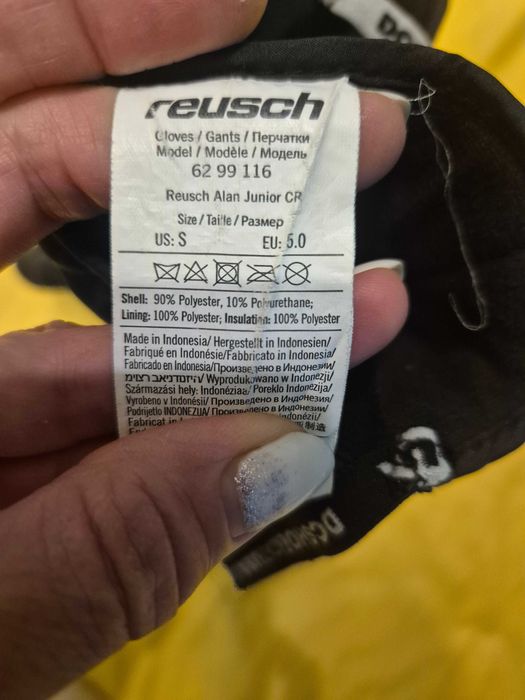 reusch
Gloves / Gants / Перчатки
Model / Modèle / Модель
62 99 116
Reusch Alan Junior CR
Size / Taille / Размер
US: S EU: 5.0
Shell: 90% Polyester, 10% Polyurethane;
Lining: 100% Polyester; Insulation: 100% Polyester
Made in Indonesia/ Hergestellt in Indonesien/
Fabriqué en Indonésie/Fabbricato in Indonesia/
Fabricado en Indonesia/Произведено в Индонезии/
Wyprodukowano w Indonezji/
Származási hely: Indonézia/ Poreklo Indonezija/
Vyrobeno v Indonésii/ Произведено в Индонезия/
Podrijetlo INDONEZIJA/ Произведено в Индонезии/
Fabricat în